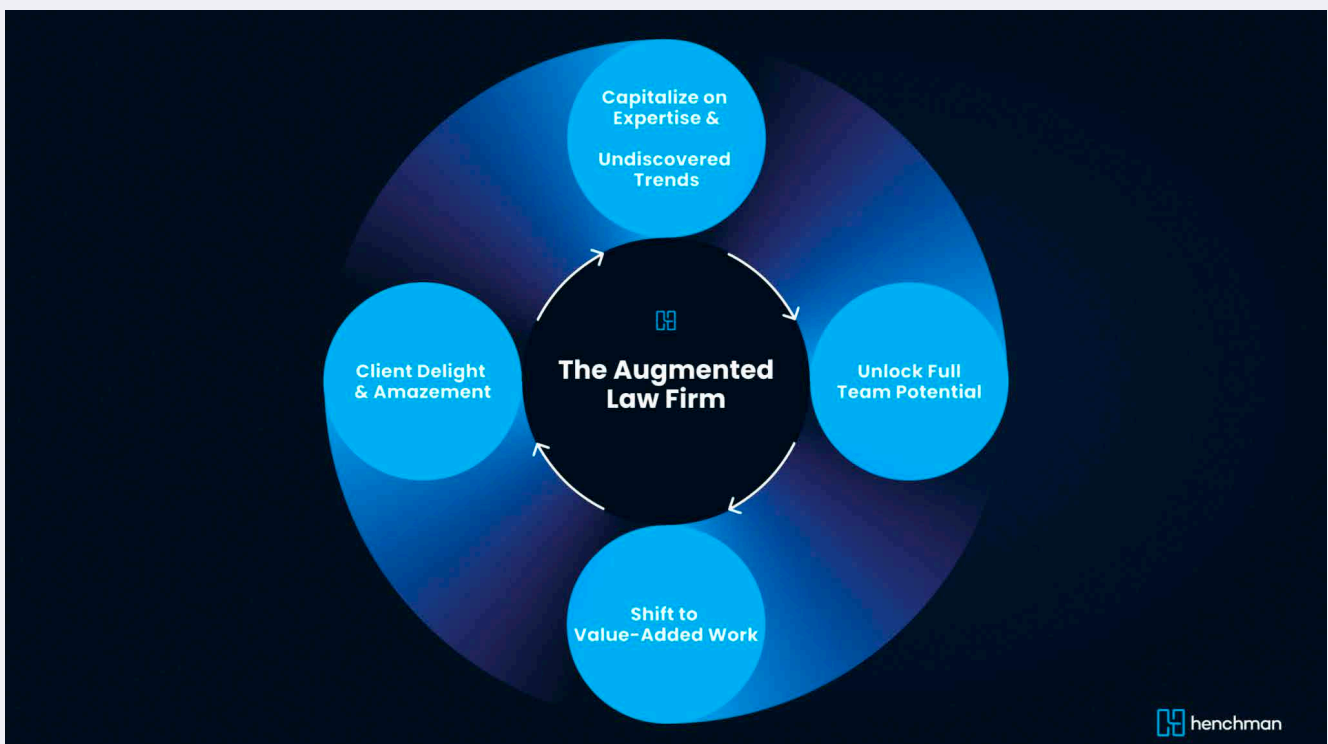 Capitalize on
Expertise &
Undiscovered
Trends
Client Delight
& Amazement
The Augmented
Law Firm
Unlock Full
Team Potential
Shift to
Value-Added Work
henchman